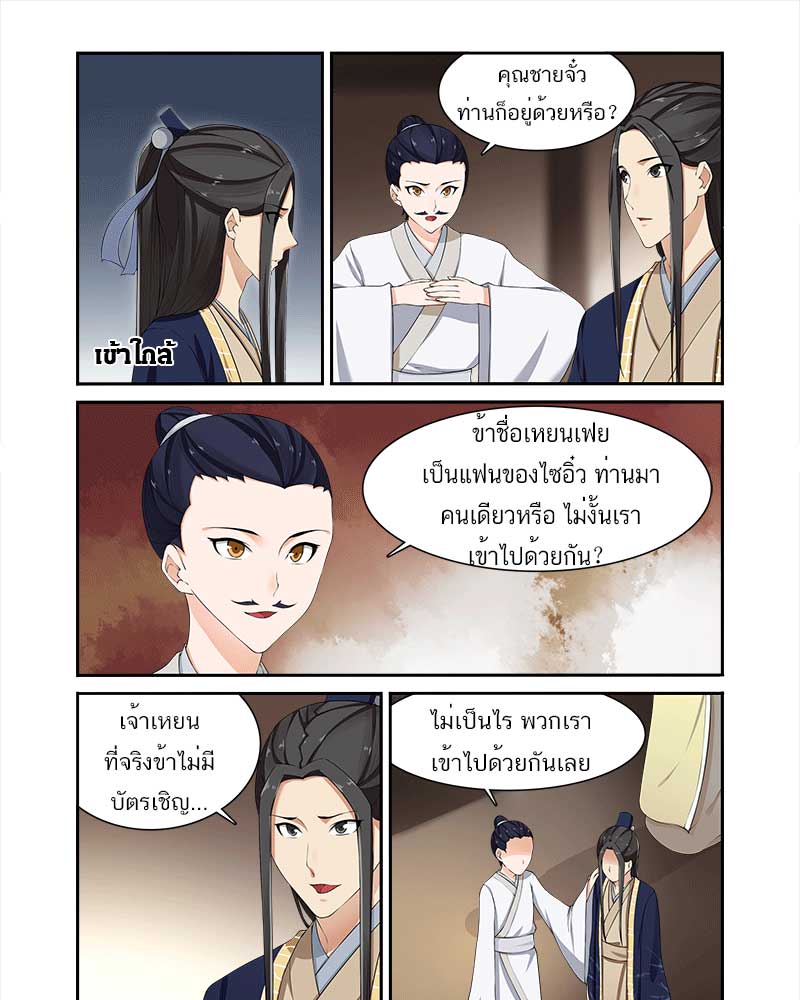 เข้าใกล้
คุณชายจั๋ว
ท่านก็อยู่ด้วยหรือ?
ข้าชื่อเหยนเฟย
เป็นแฟนของไซอิ๋ว ท่านมา
คนเดียวหรือ ไม่งั้นเรา
เข้าไปด้วยกัน?
เจ้าเหยน
ที่จริงข้าไม่มี
บัตรเชิญ...
ไม่เป็นไร พวกเรา
เข้าไปด้วยกันเลย